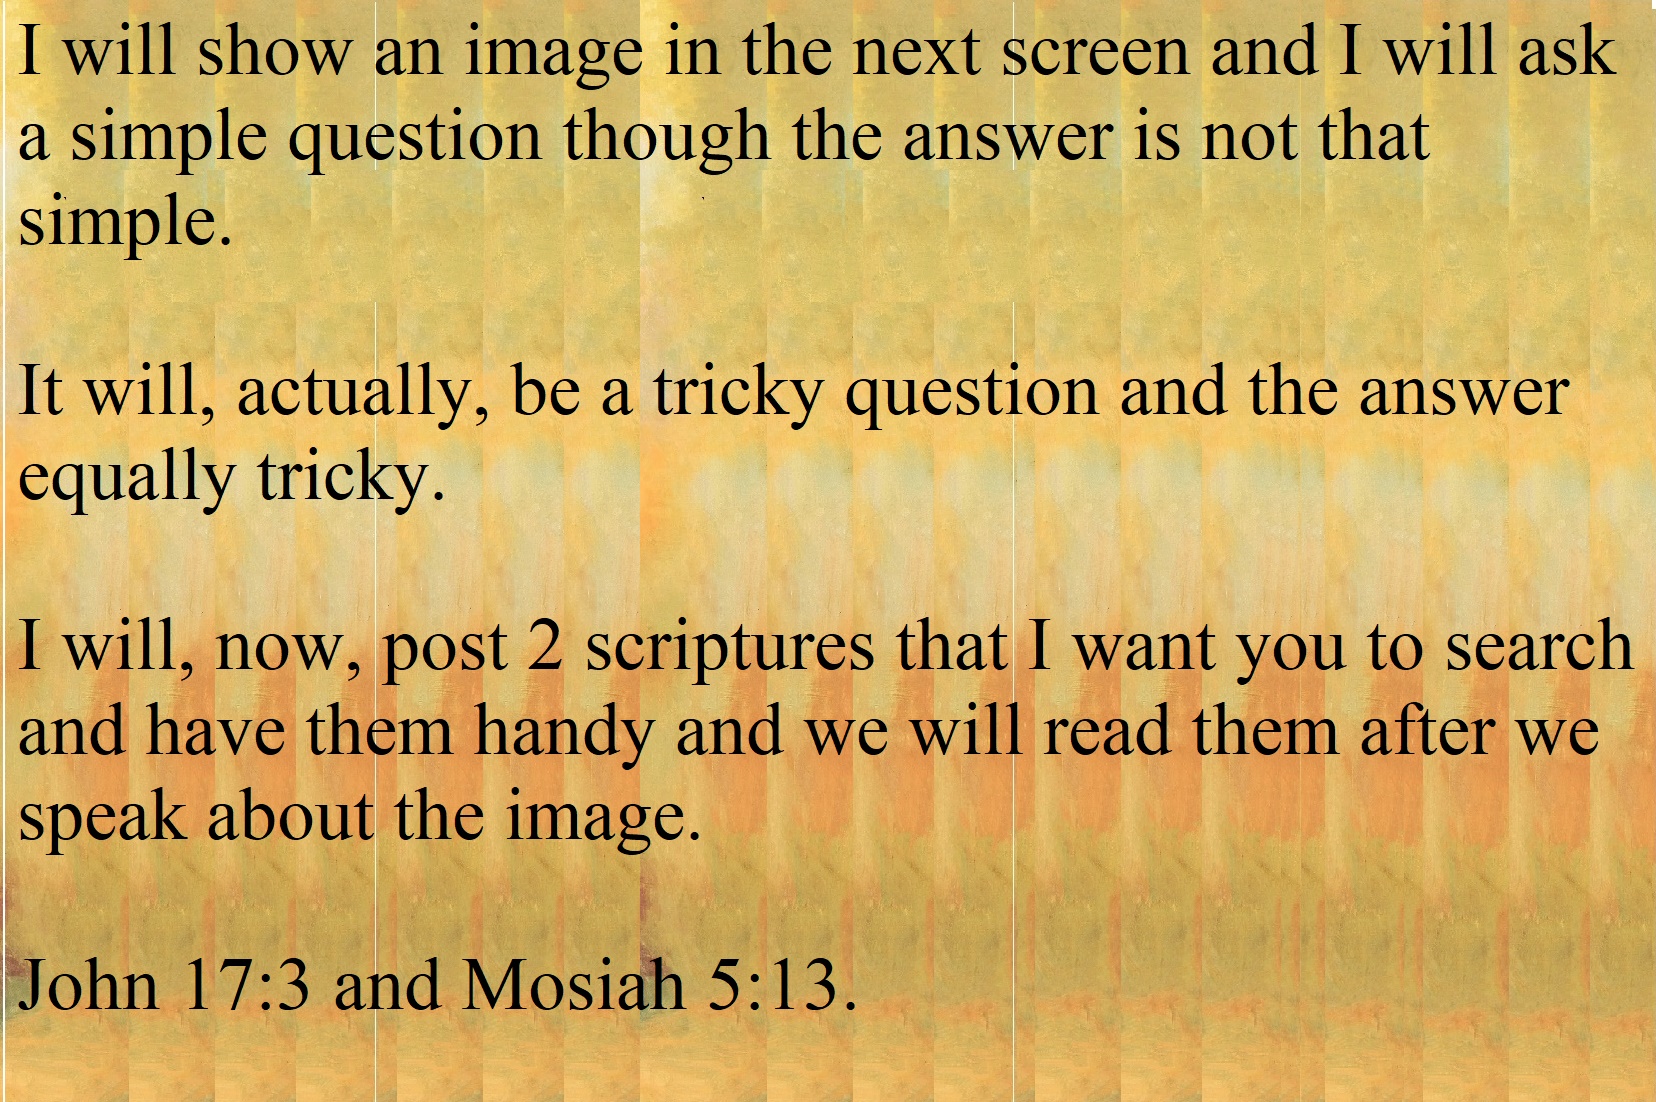 I will show an image in the next screen and I will ask
a simple question though the answer is not that
simple.
It will, actually, be a tricky question and the answer
equally tricky.
I will, now, post 2 scriptures that I want you to search
and have them handy and we will read them after we
speak about the image.
John 17:3 and Mosiah 5:13.